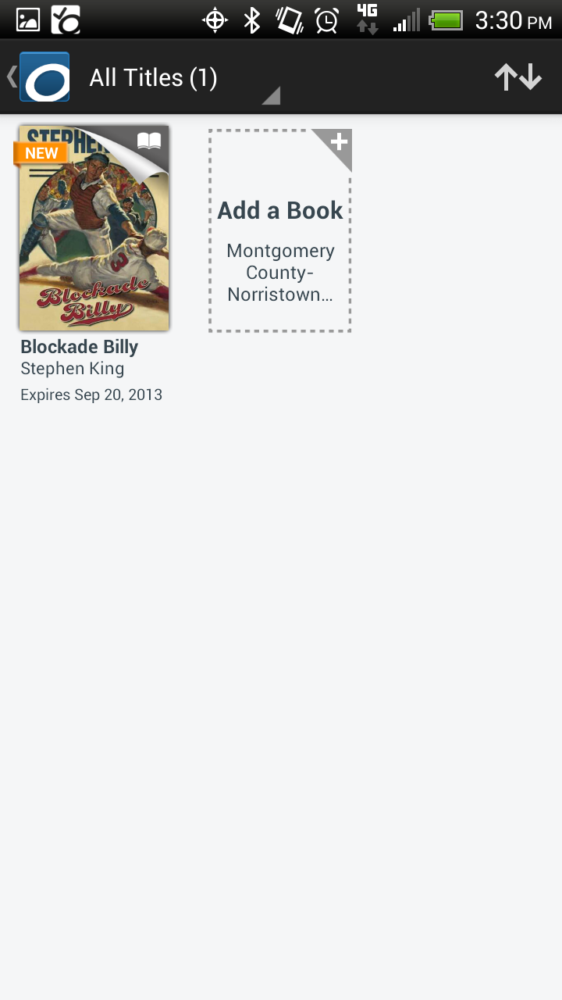 4G
3:30 PM
All Titles (1)
NEW
Blockade
Billy
Blockade Billy
Stephen King
Expires Sep 20, 2013
Add a Book
Montgomery
County-
Norristown...